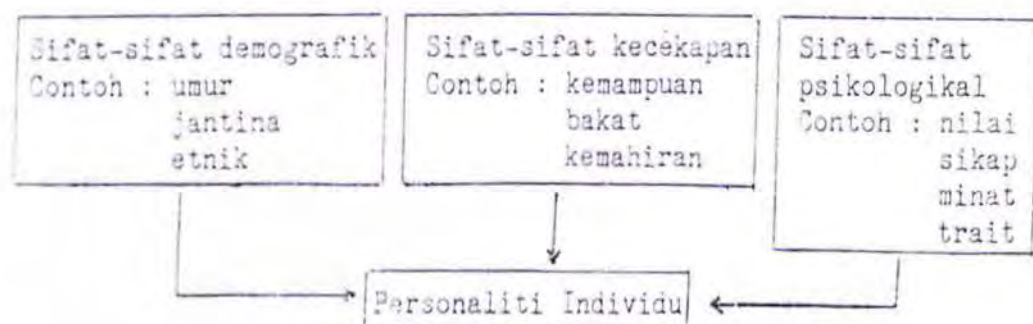 Sifat-sifat demografik
Contoh : umur
jantina
etnik
Sifat-sifat kecekapan
Contoh : kemampuan
bakat
kemahiran
Sifat-sifat
psikologikal
Contoh : nilai
sikap
minat
trait
Personaliti Individu